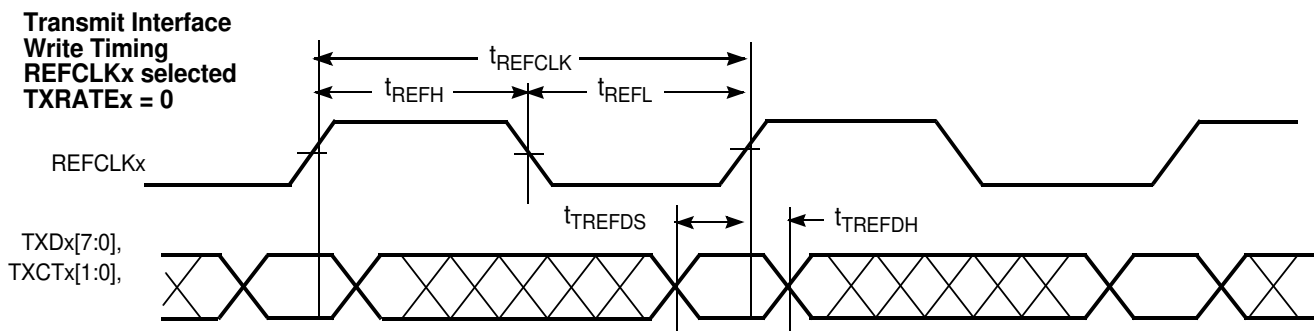 Transmit Interface
Write Timing
REFCLKx selected
TXRATEx = 0
tREFCLK
tREFH
tREFL
REFCLKx
tTREFDS
tTREFDH
TXDx[7:0],
TXCTx[1:0],